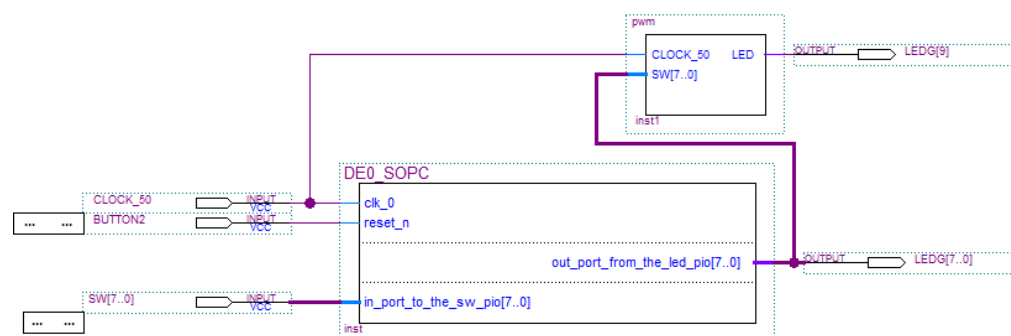 pwm
CLOCK_50 LED
SW[7..0]
inst1
OUTPUT LEDG[9]
DE0_SOPC
CLOCK_50 INPUT VCC clk_0
BUTTON2 INPUT VCC reset_n
... ...
out_port_from_the_led_pio[7..0] OUTPUT LEDG[7..0]
SW[7..0] INPUT VCC in_port_to_the_sw_pio[7..0]
... ...
inst